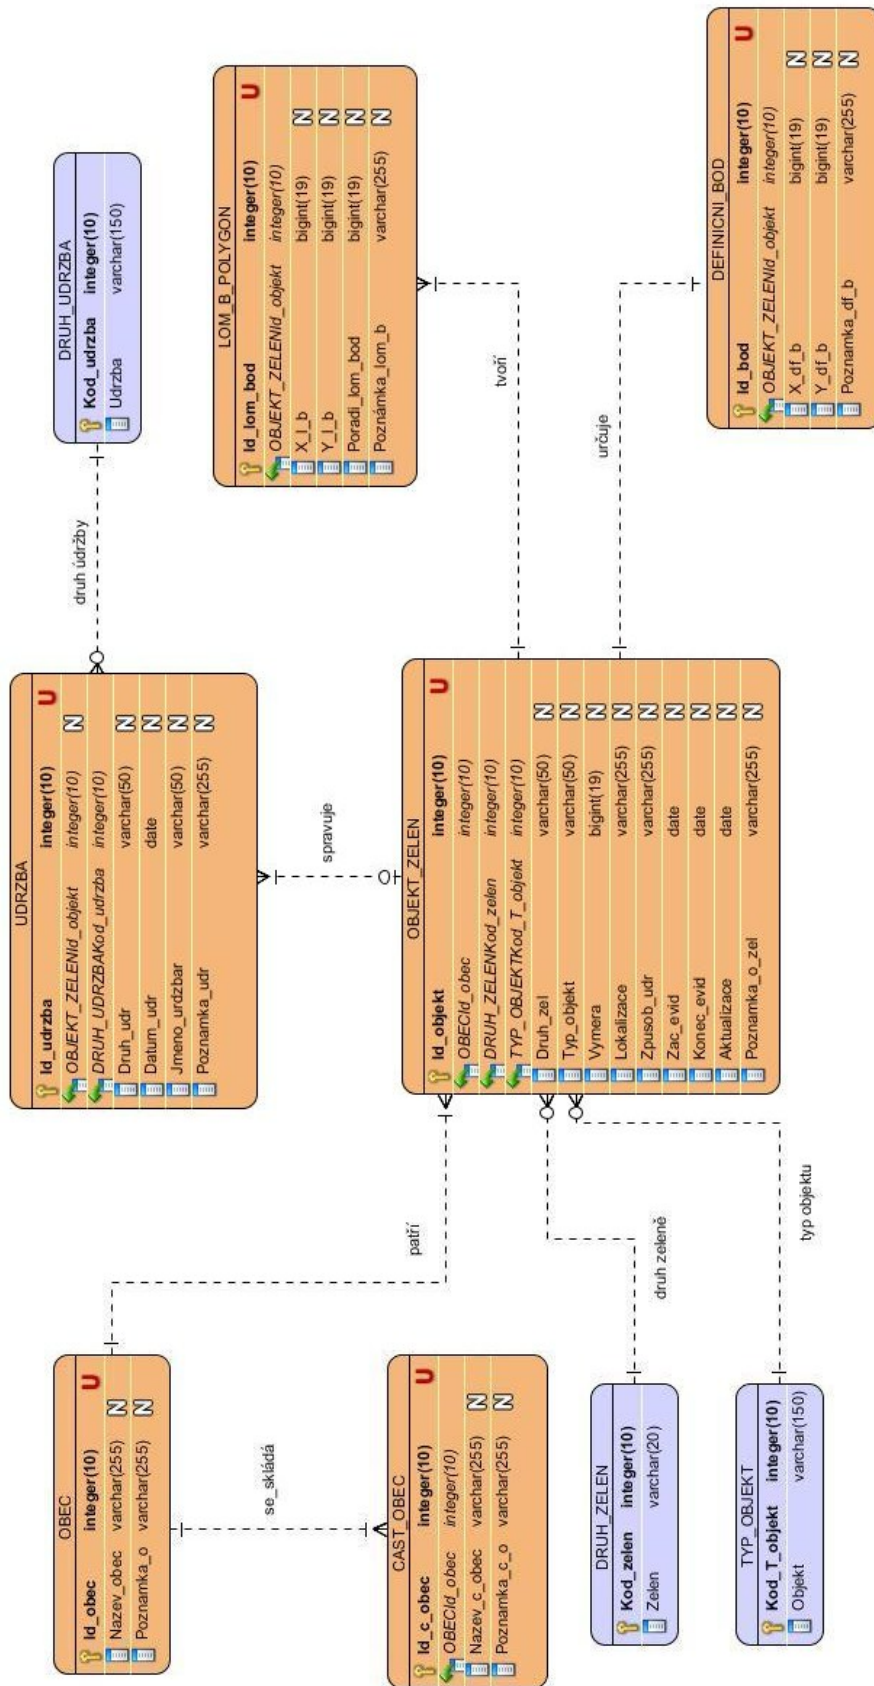 OBEC
Id_obec integer(10) U
Nazev_obec varchar(255) N
Poznamka_o varchar(255) N
se_skládá
CAST_OBEC
Id_c_obec integer(10) U
OBECId_obec integer(10)
Nazev_c_obec varchar(255) N
Poznamka_c_o varchar(255) N
DRUH_ZELEN
Kod_zelen integer(10)
Zelen varchar(20)
TYP_OBJEKT
Kod_T_objekt integer(10)
Objekt varchar(150)
patří
druh zeleně
typ objektu
UDRZBA
Id_udrzba integer(10) U
OBJEKT_ZELENId_objekt integer(10) N
DRUH_UDRZBAKod_udrzba integer(10)
Druh_udr varchar(50) N
Datum_udr date N
Jmeno_urdzbar varchar(50) N
Poznamka_udr varchar(255) N
spravuje
OBJEKT_ZELEN
Id_objekt integer(10) U
OBECId_obec integer(10)
DRUH_ZELENKod_zelen integer(10)
TYP_OBJEKTKod_T_objekt integer(10)
Druh_zel varchar(50) N
Typ_objekt varchar(50) N
Vymera bigint(19) N
Lokalizace varchar(255) N
Zpusob_udr varchar(255) N
Zac_evid date N
Konec_evid date N
Aktualizace date N
Poznamka_o_zel varchar(255) N
druh údržby
tvoří
určuje
DRUH_UDRZBA
Kod_udrzba integer(10)
Udrzba varchar(150)
LOM_B_POLYGON
Id_lom_bod integer(10) U
OBJEKT_ZELENId_objekt integer(10)
X_l_b bigint(19) N
Y_l_b bigint(19) N
Poradi_lom_bod bigint(19) N
Poznámka_lom_b varchar(255) N
DEFINICNI_BOD
Id_bod integer(10) U
OBJEKT_ZELENId_objekt integer(10)
X_df_b bigint(19) N
Y_df_b bigint(19) N
Poznamka_df_b varchar(255) N